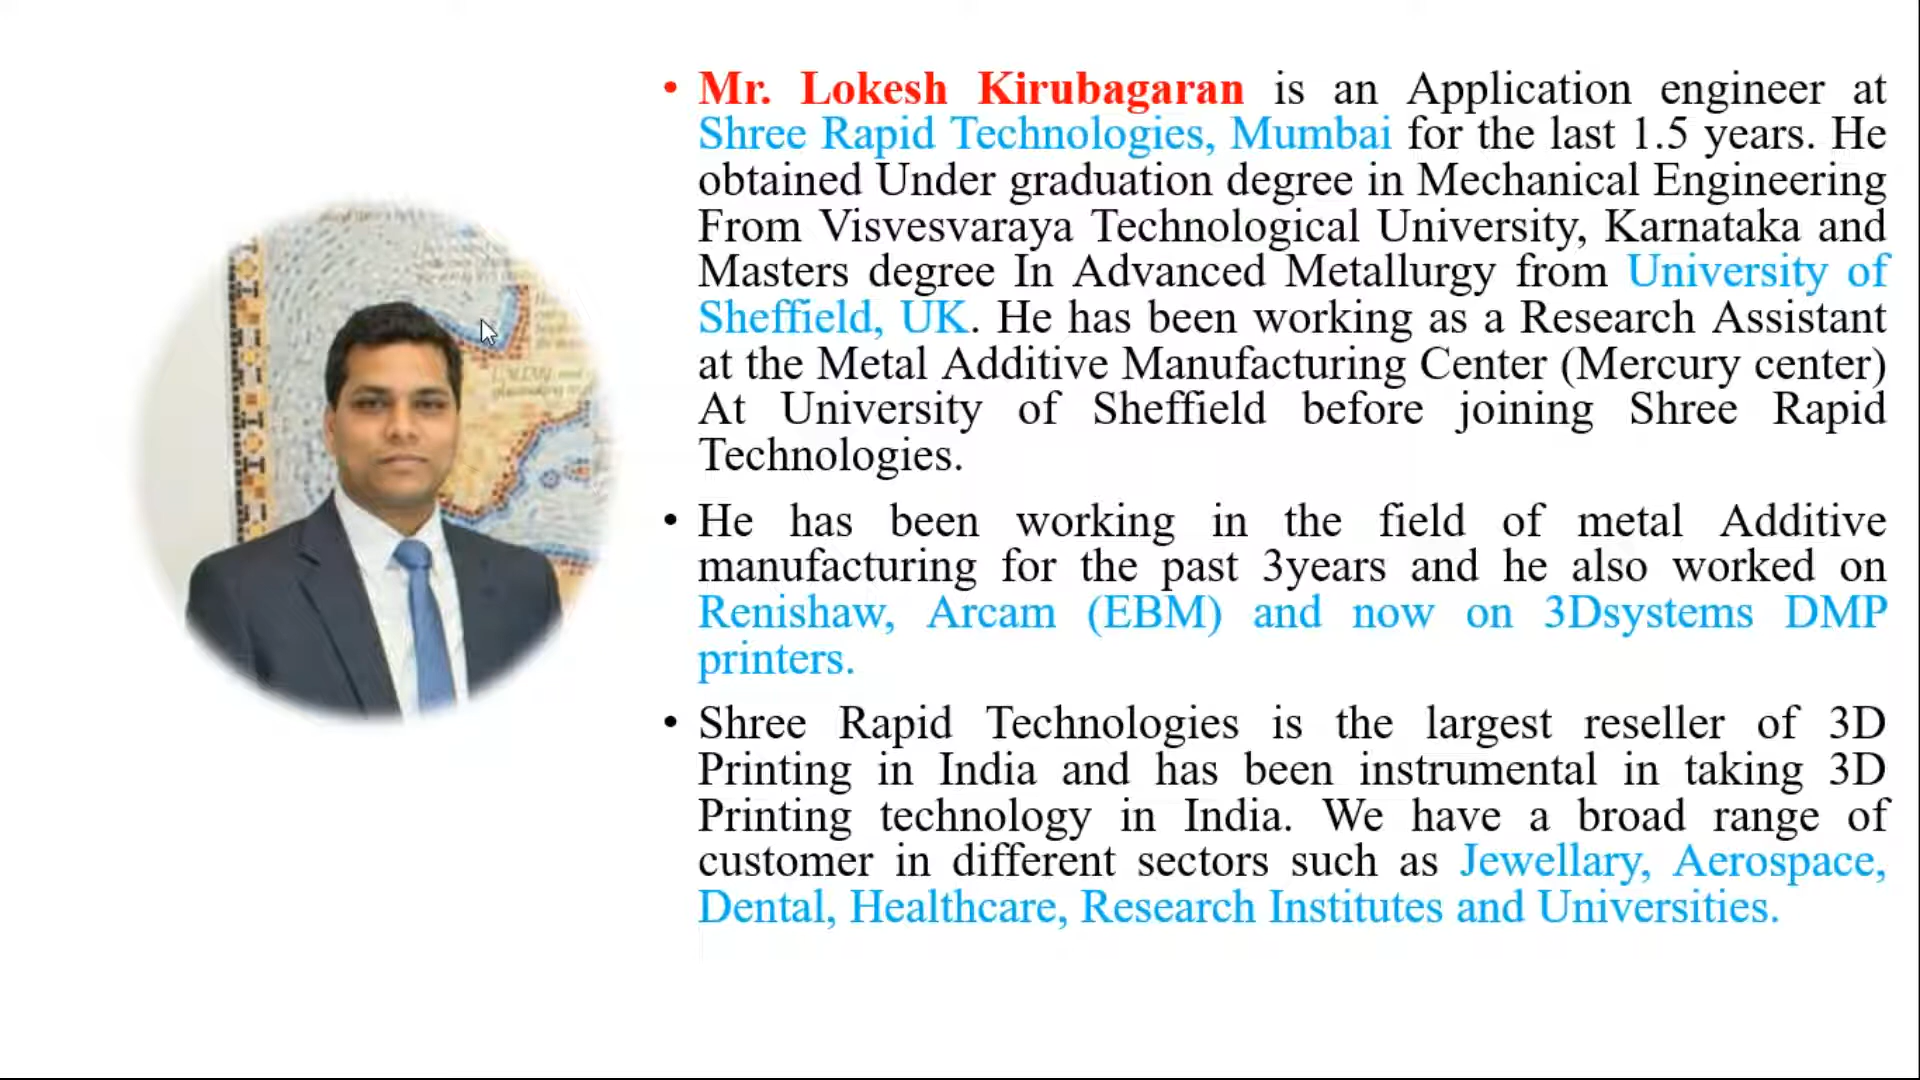 • Mr. Lokesh Kirubagaran is an Application engineer at
Shree Rapid Technologies, Mumbai for the last 1.5 years. He
obtained Under graduation degree in Mechanical Engineering
From Visvesvaraya Technological University, Karnataka and
Masters degree In Advanced Metallurgy from University of
Sheffield, UK. He has been working as a Research Assistant
at the Metal Additive Manufacturing Center (Mercury center)
At University of Sheffield before joining Shree Rapid
Technologies.
• He has been working in the field of metal Additive
manufacturing for the past 3years and he also worked on
Renishaw, Arcam (EBM) and now on 3Dsystems DMP
printers.
• Shree Rapid Technologies is the largest reseller of 3D
Printing in India and has been instrumental in taking 3D
Printing technology in India. We have a broad range of
customer in different sectors such as Jewellary, Aerospace,
Dental, Healthcare, Research Institutes and Universities.